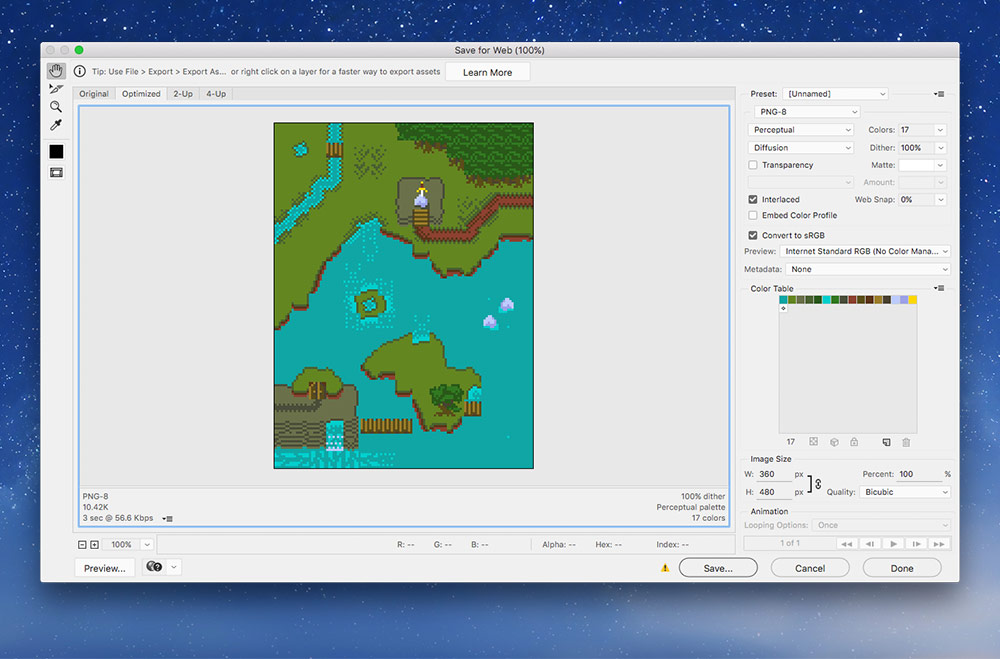 Save for Web (100%)
Tip: Use File > Export > Export As... or right click on a layer for a faster way to export assets
Learn More
Original Optimized 2-Up 4-Up
Preset: [Unnamed]
PNG-8
Perceptual Colors: 17
Diffusion Dither: 100%
Transparency Matte:
Amount:
Interlaced Web Snap: 0%
Embed Color Profile
Convert to sRGB
Preview: Internet Standard RGB (No Color Mana...
Metadata: None
Color Table
17
Image Size
W: 360 px Percent: 100 %
H: 480 px Quality: Bicubic
Animation
Looping Options: Once
1 of 1
PNG-8 100% dither
10.42K Perceptual palette
3 sec @ 56.6 Kbps 17 colors
100% R: -- G: -- B: -- Alpha: -- Hex: -- Index: --
Preview... Save... Cancel Done